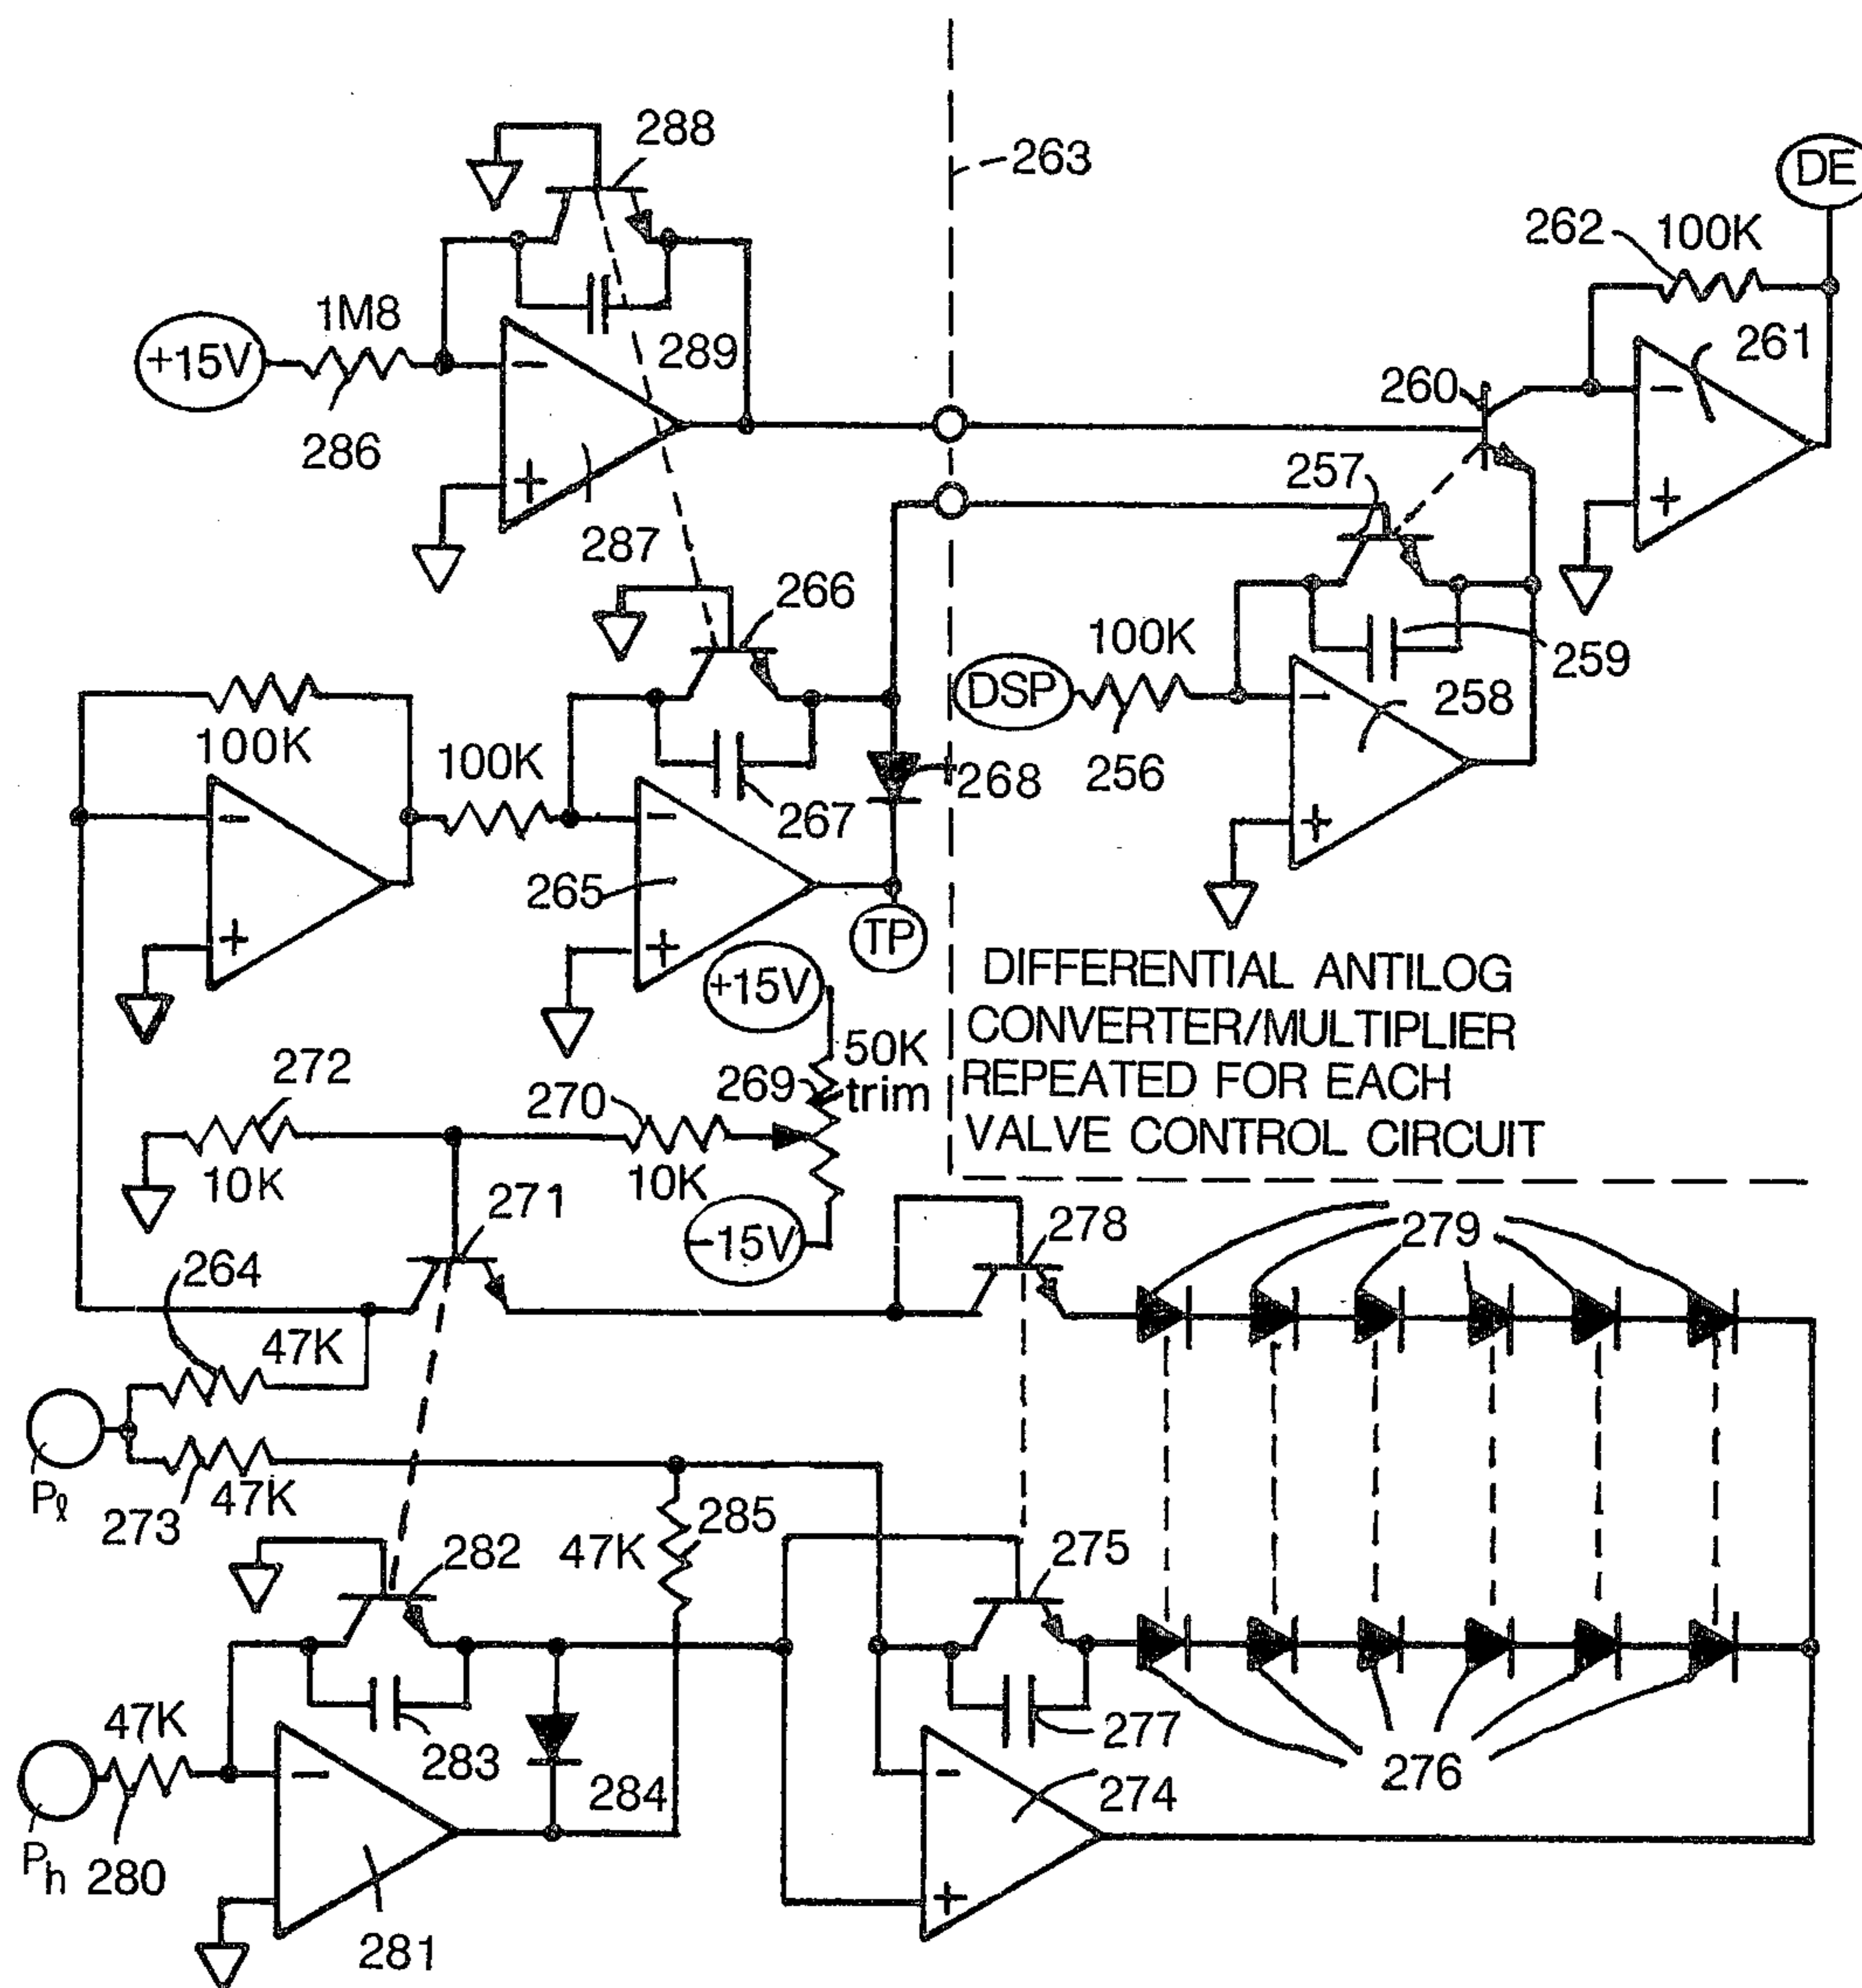 288
263
DE
262 100K
1M8
+15V
-
289
261
-
286
260
+
257
+
287
266
100K
259
DSP
-
258
100K
100K
256
268
-
-
267
265
+
+
+
TP
+15V
DIFFERENTIAL ANTILOG
CONVERTER/MULTIPLIER
REPEATED FOR EACH
VALVE CONTROL CIRCUIT
50K
trim
272
269
270
10K
10K
271
-15V
278
279
264
47K
Pℓ
273
47K
285
47K
282
275
47K
283
284
277
276
-
-
274
Ph
280
+
281